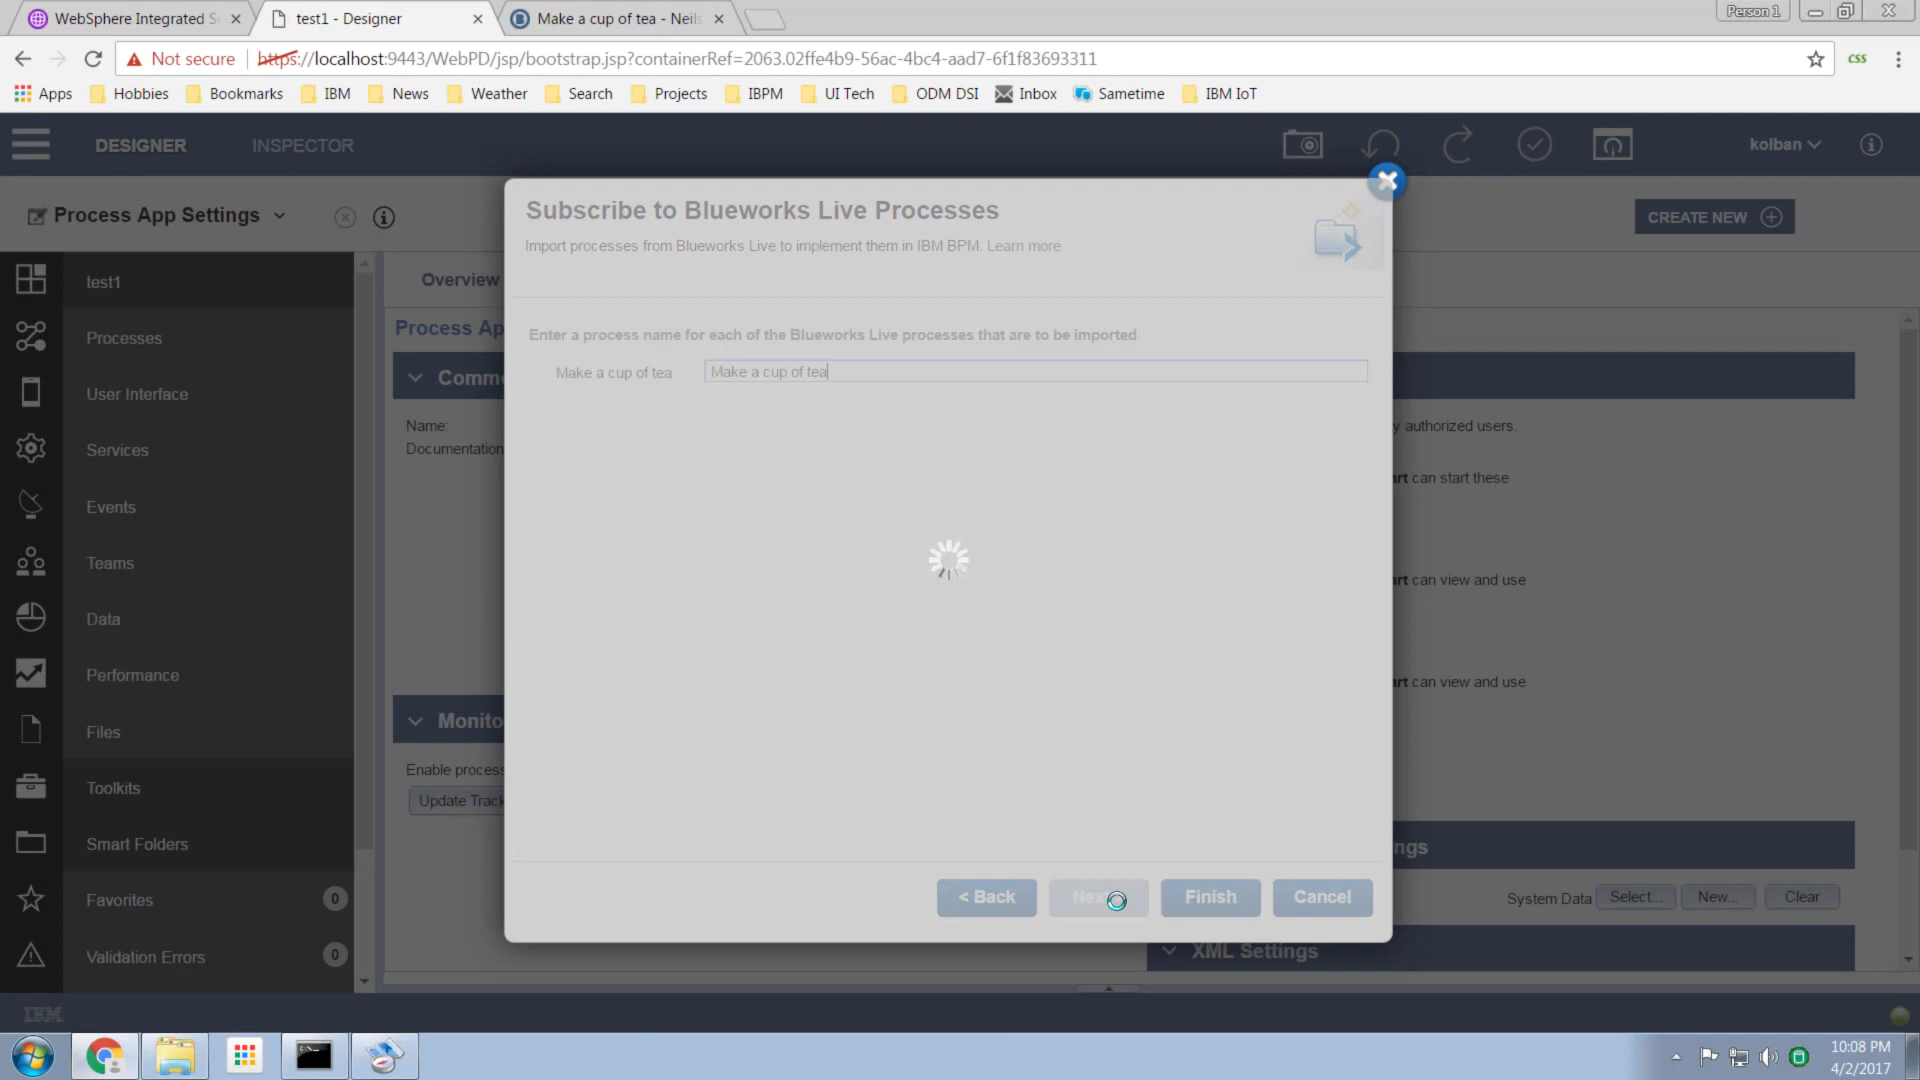 WebSphere Integrated S
test1 - Designer
Make a cup of tea - Neils
Person 1
Not secure
https://localhost:9443/WebPD/jsp/bootstrap.jsp?containerRef=2063.02ffe4b9-56ac-4bc4-aad7-6f1f83693311
css
Apps
Hobbies
Bookmarks
IBM
News
Weather
Search
Projects
IBPM
UI Tech
ODM DSI
Inbox
Sametime
IBM IoT
DESIGNER
INSPECTOR
kolban
Process App Settings
CREATE NEW
test1
Processes
User Interface
Services
Events
Teams
Data
Performance
Files
Toolkits
Smart Folders
Favorites
0
Validation Errors
0
Overview
Process Ap
Comm
Name:
Documentation
Monito
Enable process
Update Track
Subscribe to Blueworks Live Processes
Import processes from Blueworks Live to implement them in IBM BPM. Learn more
Enter a process name for each of the Blueworks Live processes that are to be imported
Make a cup of tea
Make a cup of tea
< Back
Next
Finish
Cancel
y authorized users.
rt can start these
rt can view and use
rt can view and use
ngs
System Data
Select...
New...
Clear
XML Settings
IBM
10:08 PM
4/2/2017